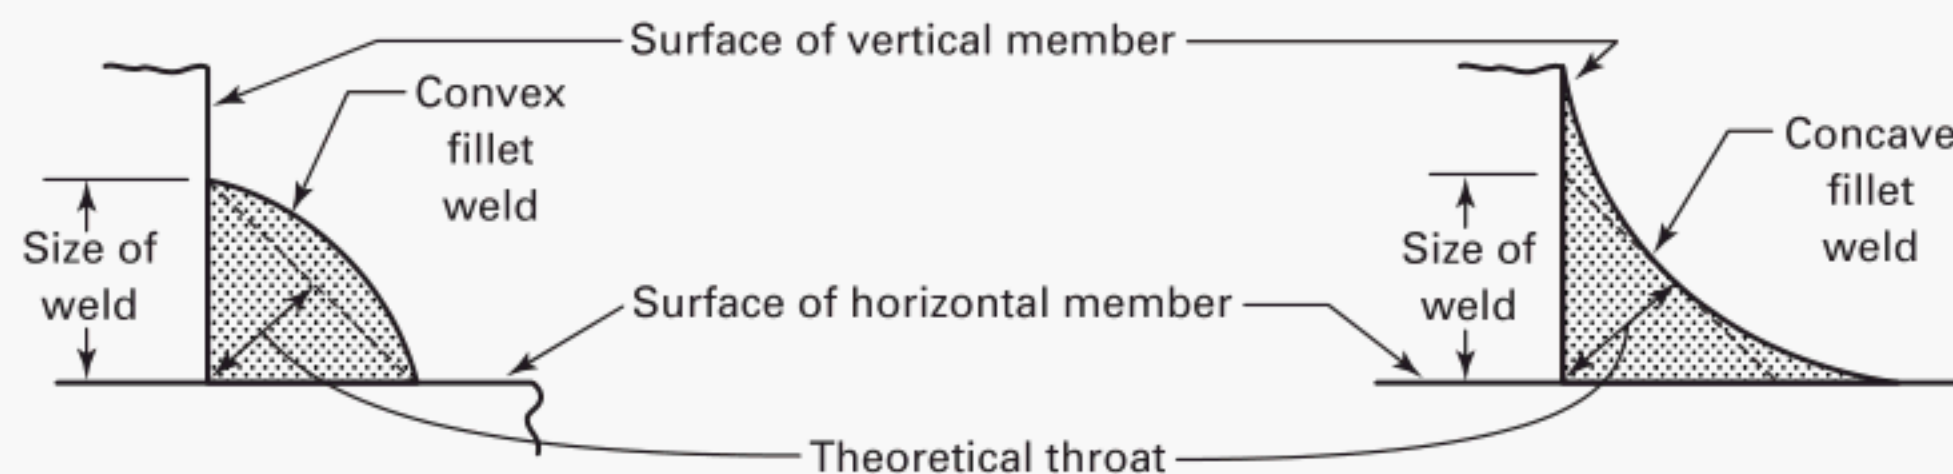 Surface of vertical member
Convex
fillet
weld
Concave
fillet
weld
Size of
weld
Size of
weld
Surface of horizontal member
Theoretical throat